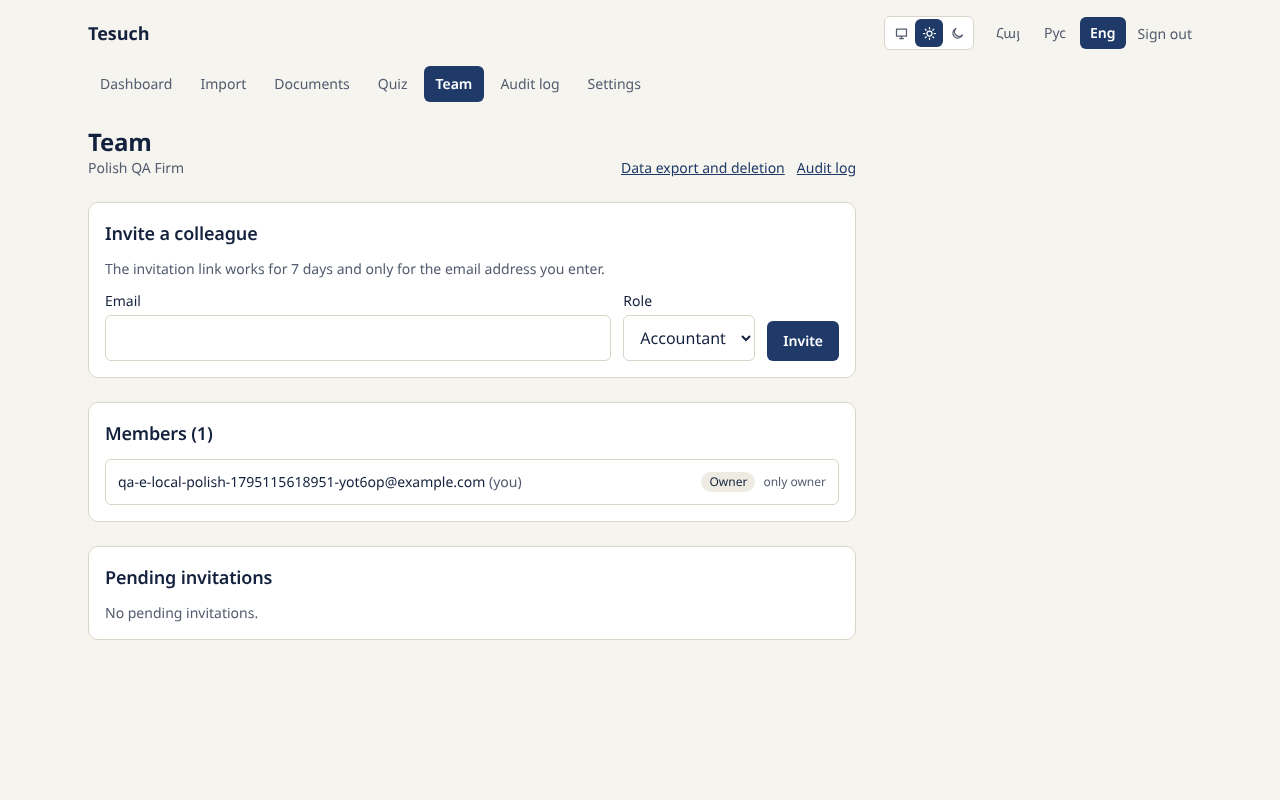 Tesuch
Հայ Рус Eng Sign out
Dashboard Import Documents Quiz Team Audit log Settings
Team
Polish QA Firm
Data export and deletion Audit log
Invite a colleague
The invitation link works for 7 days and only for the email address you enter.
Email Role
Accountant Invite
Members (1)
qa-e-local-polish-1795115618951-yot6op@example.com (you) Owner only owner
Pending invitations
No pending invitations.